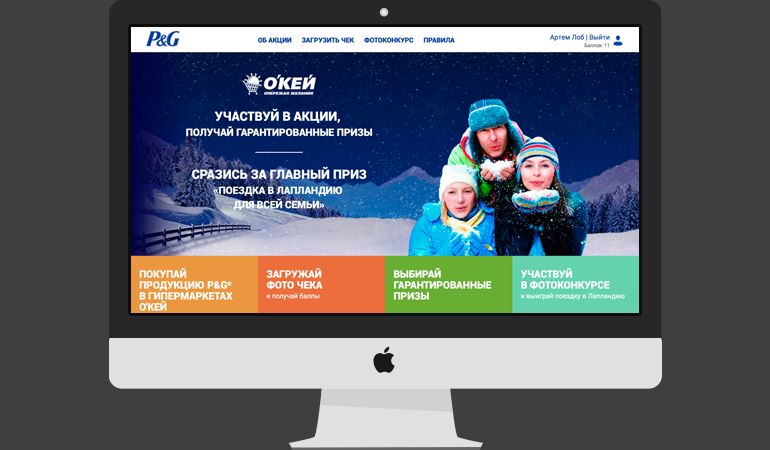 P&G
ОБ АКЦИИ ЗАГРУЗИТЬ ЧЕК ФОТОКОНКУРС ПРАВИЛА
Артем Лоб | Выйти
Баллов: 11
О'КЕЙ
ОПЕРЕЖАЯ ЖЕЛАНИЯ
УЧАСТВУЙ В АКЦИИ,
ПОЛУЧАЙ ГАРАНТИРОВАННЫЕ ПРИЗЫ
СРАЗИСЬ ЗА ГЛАВНЫЙ ПРИЗ
«ПОЕЗДКА В ЛАПЛАНДИЮ
ДЛЯ ВСЕЙ СЕМЬИ»
ПОКУПАЙ
ПРОДУКЦИЮ P&G*
В ГИПЕРМАРКЕТАХ
О'КЕЙ
ЗАГРУЖАЙ
ФОТО ЧЕКА
и получай баллы
ВЫБИРАЙ
ГАРАНТИРОВАННЫЕ
ПРИЗЫ
УЧАСТВУЙ
В ФОТОКОНКУРСЕ
и выиграй поездку в Лапландию